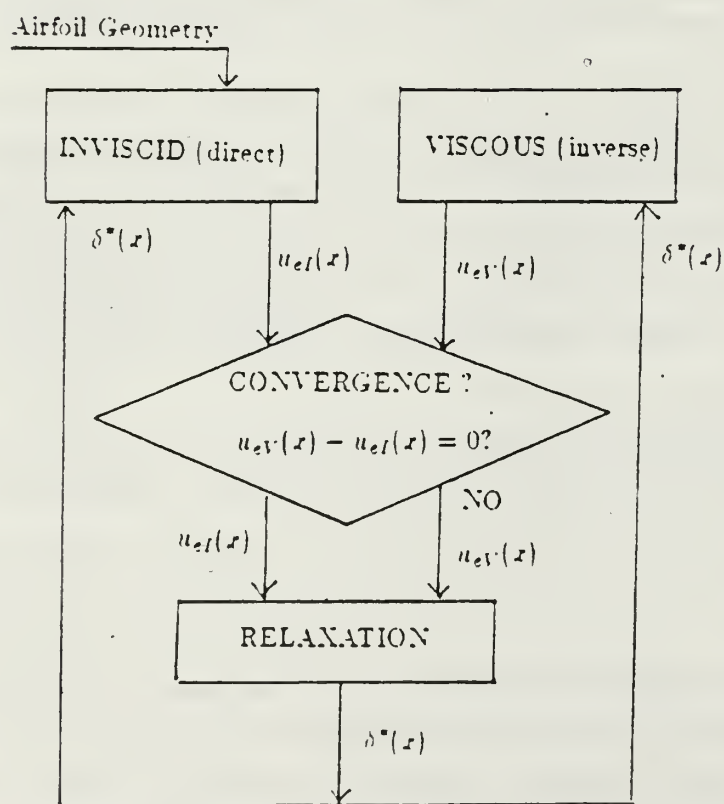 Airfoil Geometry
INVISCID (direct)
VISCOUS (inverse)
δ*(x)
u_eI(x)
u_eV(x)
δ*(x)
CONVERGENCE ?
u_eV(x) − u_eI(x) = 0?
NO
u_eI(x)
u_eV(x)
RELAXATION
δ*(x)